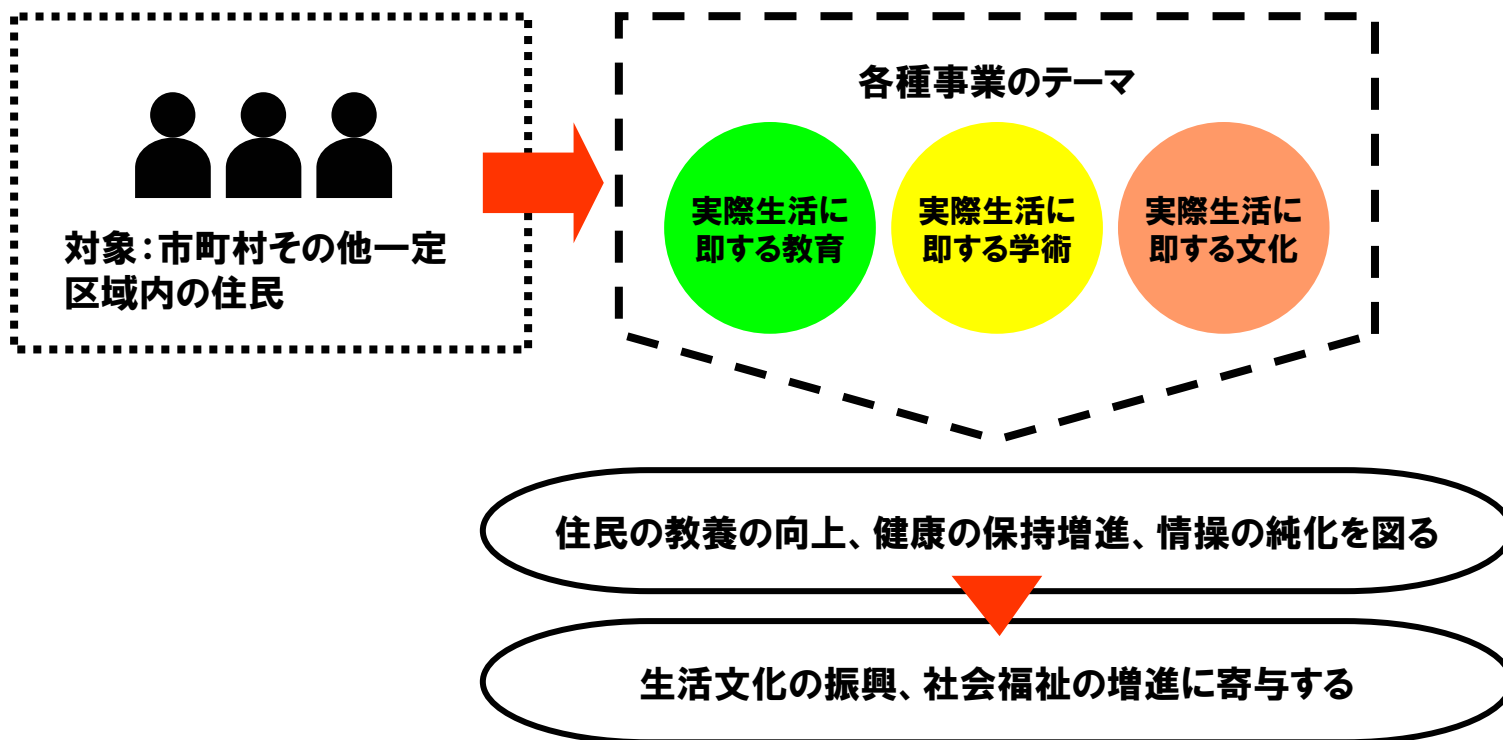 対象：市町村その他一定
区域内の住民
各種事業のテーマ
実際生活に
即する教育
実際生活に
即する学術
実際生活に
即する文化
住民の教養の向上、健康の保持増進、情操の純化を図る
生活文化の振興、社会福祉の増進に寄与する